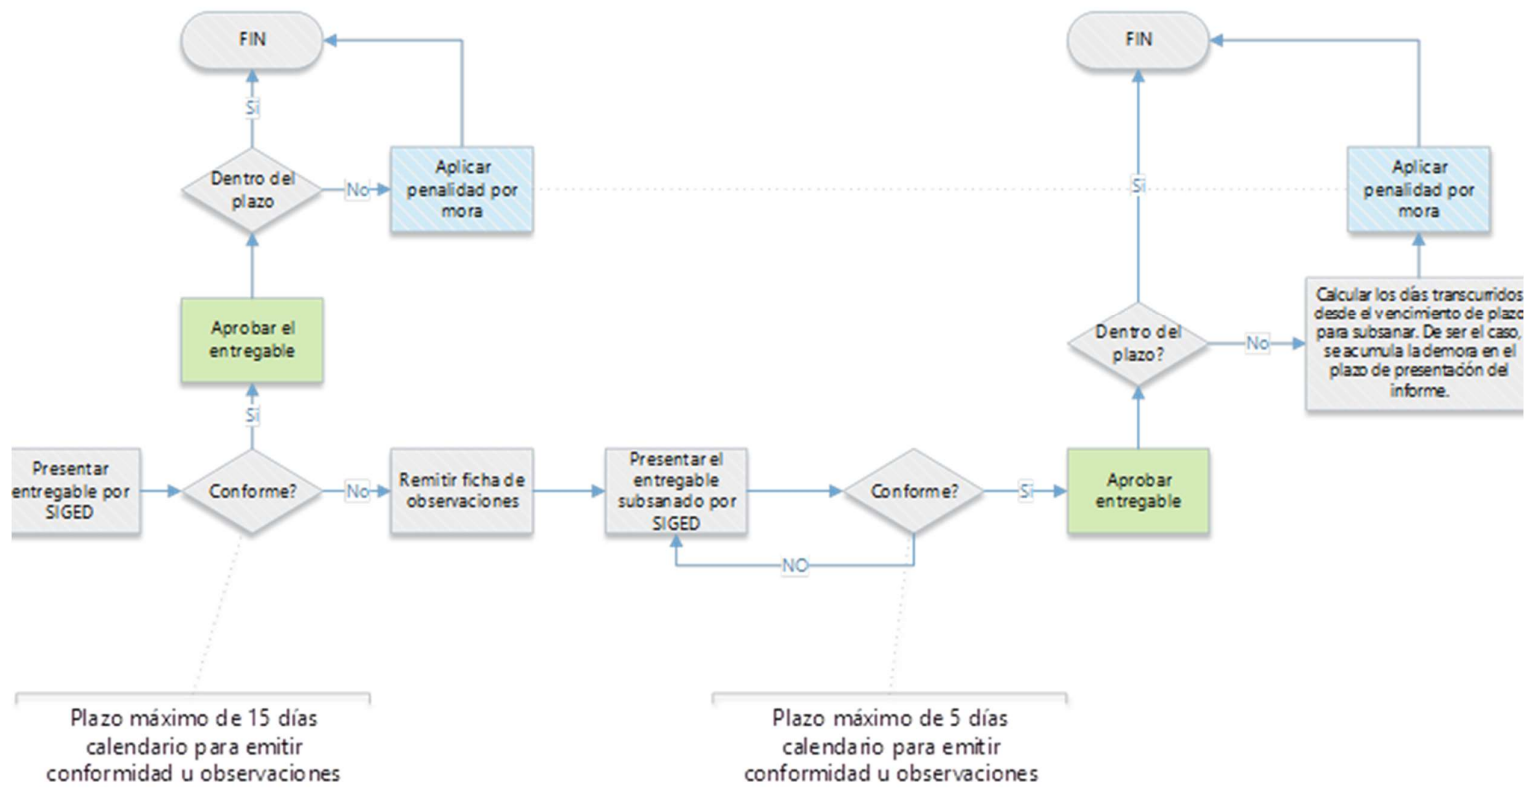 FIN
FIN
Si
Dentro del
plazo
No
Aplicar
penalidad por
mora
Si
Aplicar
penalidad por
mora
Aprobar el
entregable
Dentro del
plazo?
No
Calcular los días transcurridos
desde el vencimiento de plazo
para subsanar. De ser el caso,
se acumula la demora en el
plazo de presentación del
informe.
Si
Presentar
entregable por
SIGED
Conforme?
No
Remitir ficha de
observaciones
Presentar el
entregable
subsanado por
SIGED
Conforme?
Si
Aprobar
entregable
NO
Plazo máximo de 15 días
calendario para emitir
conformidad u observaciones
Plazo máximo de 5 días
calendario para emitir
conformidad u observaciones